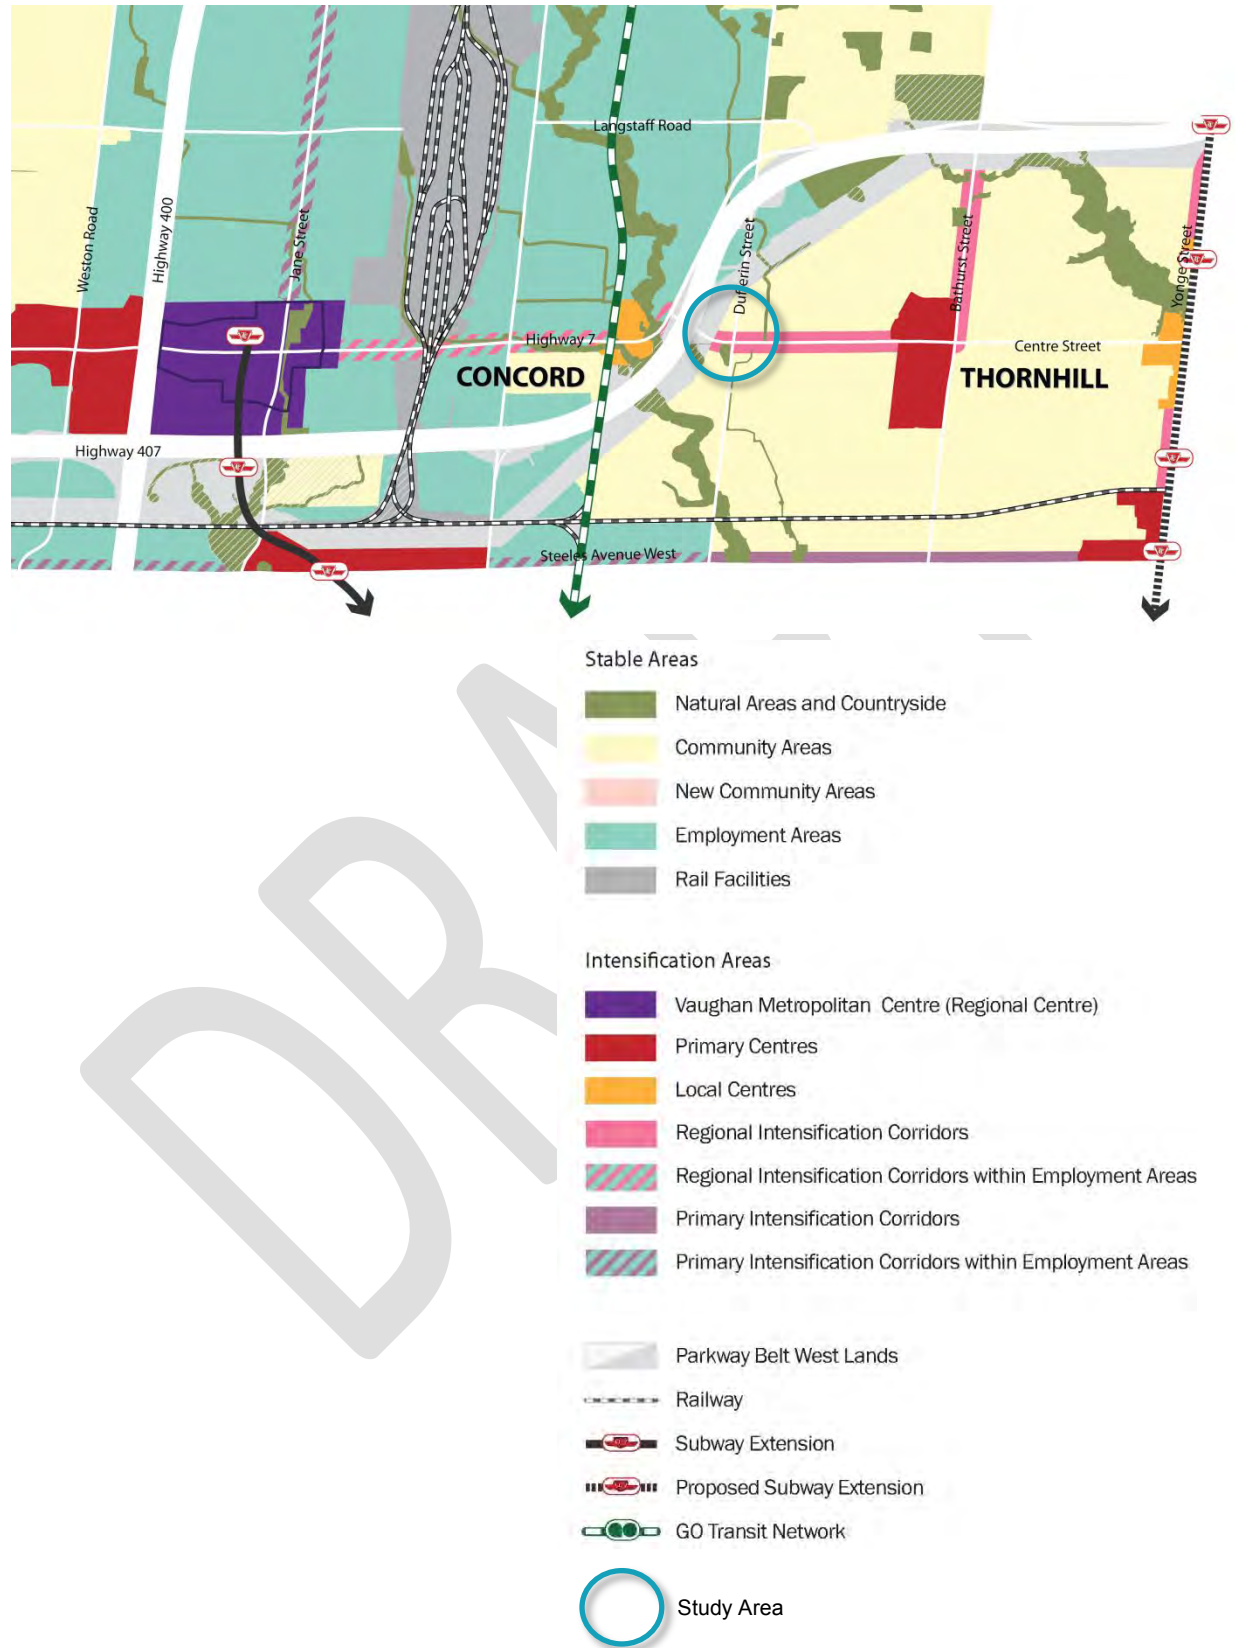 Langstaff Road
Weston Road
Highway 400
Jane Street
Dufferin Street
Bathurst Street
Yonge Street
Highway 7
Centre Street
CONCORD
THORNHILL
Highway 407
Steeles Avenue West
DRA
Stable Areas
Natural Areas and Countryside
Community Areas
New Community Areas
Employment Areas
Rail Facilities
Intensification Areas
Vaughan Metropolitan Centre (Regional Centre)
Primary Centres
Local Centres
Regional Intensification Corridors
Regional Intensification Corridors within Employment Areas
Primary Intensification Corridors
Primary Intensification Corridors within Employment Areas
Parkway Belt West Lands
Railway
Subway Extension
Proposed Subway Extension
GO Transit Network
Study Area